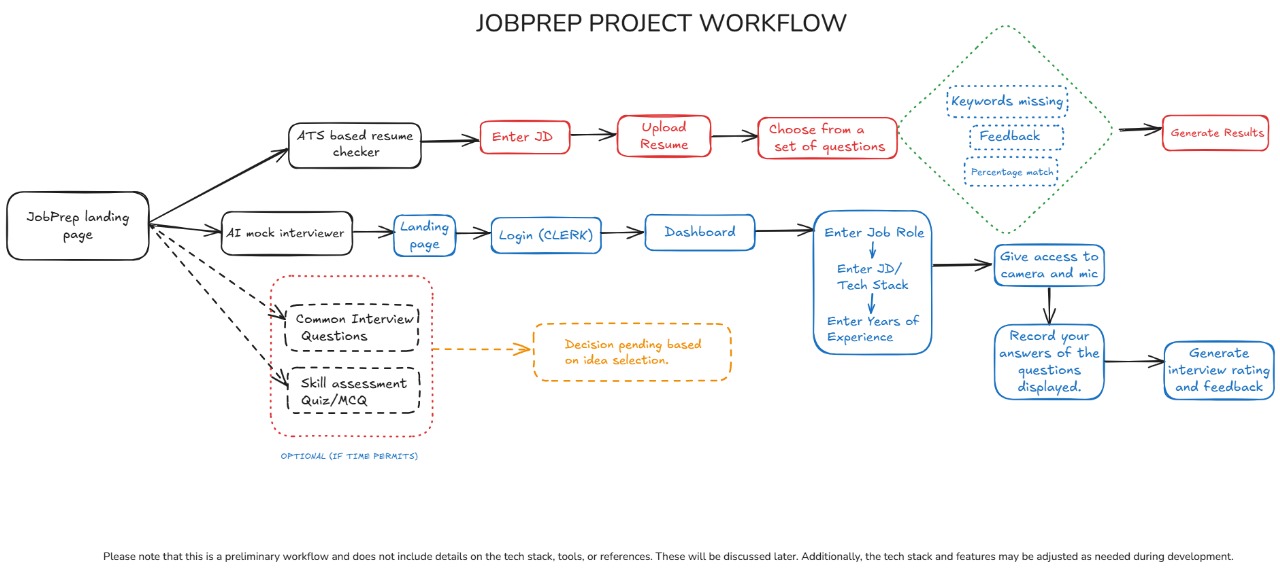 JOBPREP PROJECT WORKFLOW
ATS based resume
checker
Enter JD
Upload
Resume
Choose from a
set of questions
Keywords missing
Feedback
Percentage match
Generate Results
JobPrep landing
page
AI mock interviewer
Landing
page
Login (CLERK)
Dashboard
Enter Job Role
Enter JD/
Tech Stack
Enter Years of
Experience
Give access to
camera and mic
Record your
answers of the
questions
displayed.
Generate
interview rating
and feedback
Common Interview
Questions
Skill assessment
Quiz/MCQ
OPTIONAL (IF TIME PERMITS)
Decision pending based
on idea selection.
Please note that this is a preliminary workflow and does not include details on the tech stack, tools, or references. These will be discussed later. Additionally, the tech stack and features may be adjusted as needed during development.